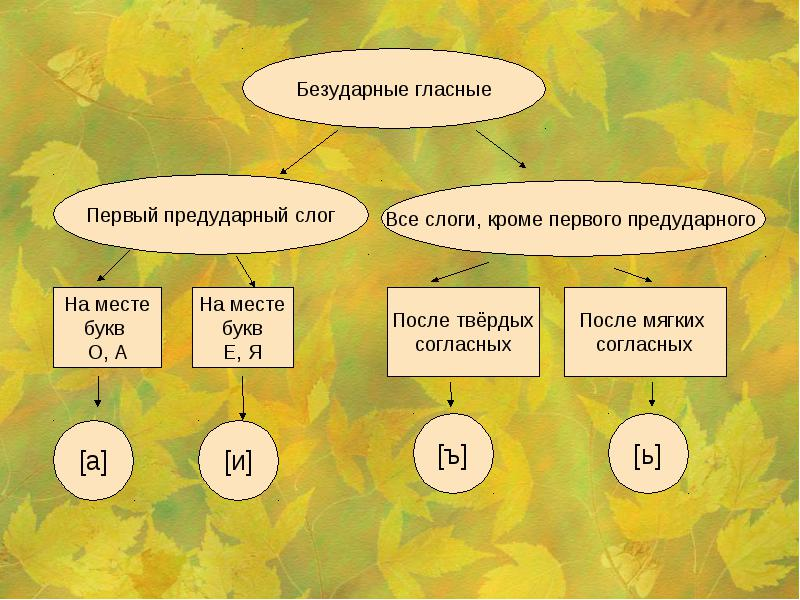 Безударные гласные
Первый предударный слог
Все слоги, кроме первого предударного
На месте
букв
О, А
На месте
букв
Е, Я
После твёрдых
согласных
После мягких
согласных
[а]
[и]
[ъ]
[ь]